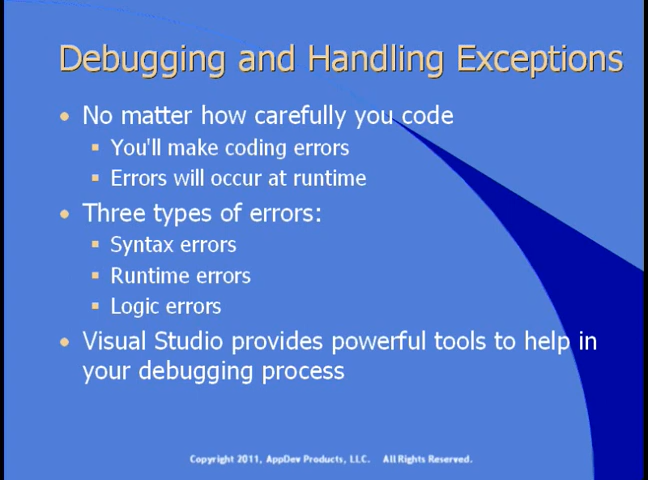 Debugging and Handling Exceptions
• No matter how carefully you code
▪ You'll make coding errors
▪ Errors will occur at runtime
• Three types of errors:
▪ Syntax errors
▪ Runtime errors
▪ Logic errors
• Visual Studio provides powerful tools to help in
your debugging process
Copyright 2011, AppDev Products, LLC. All Rights Reserved.